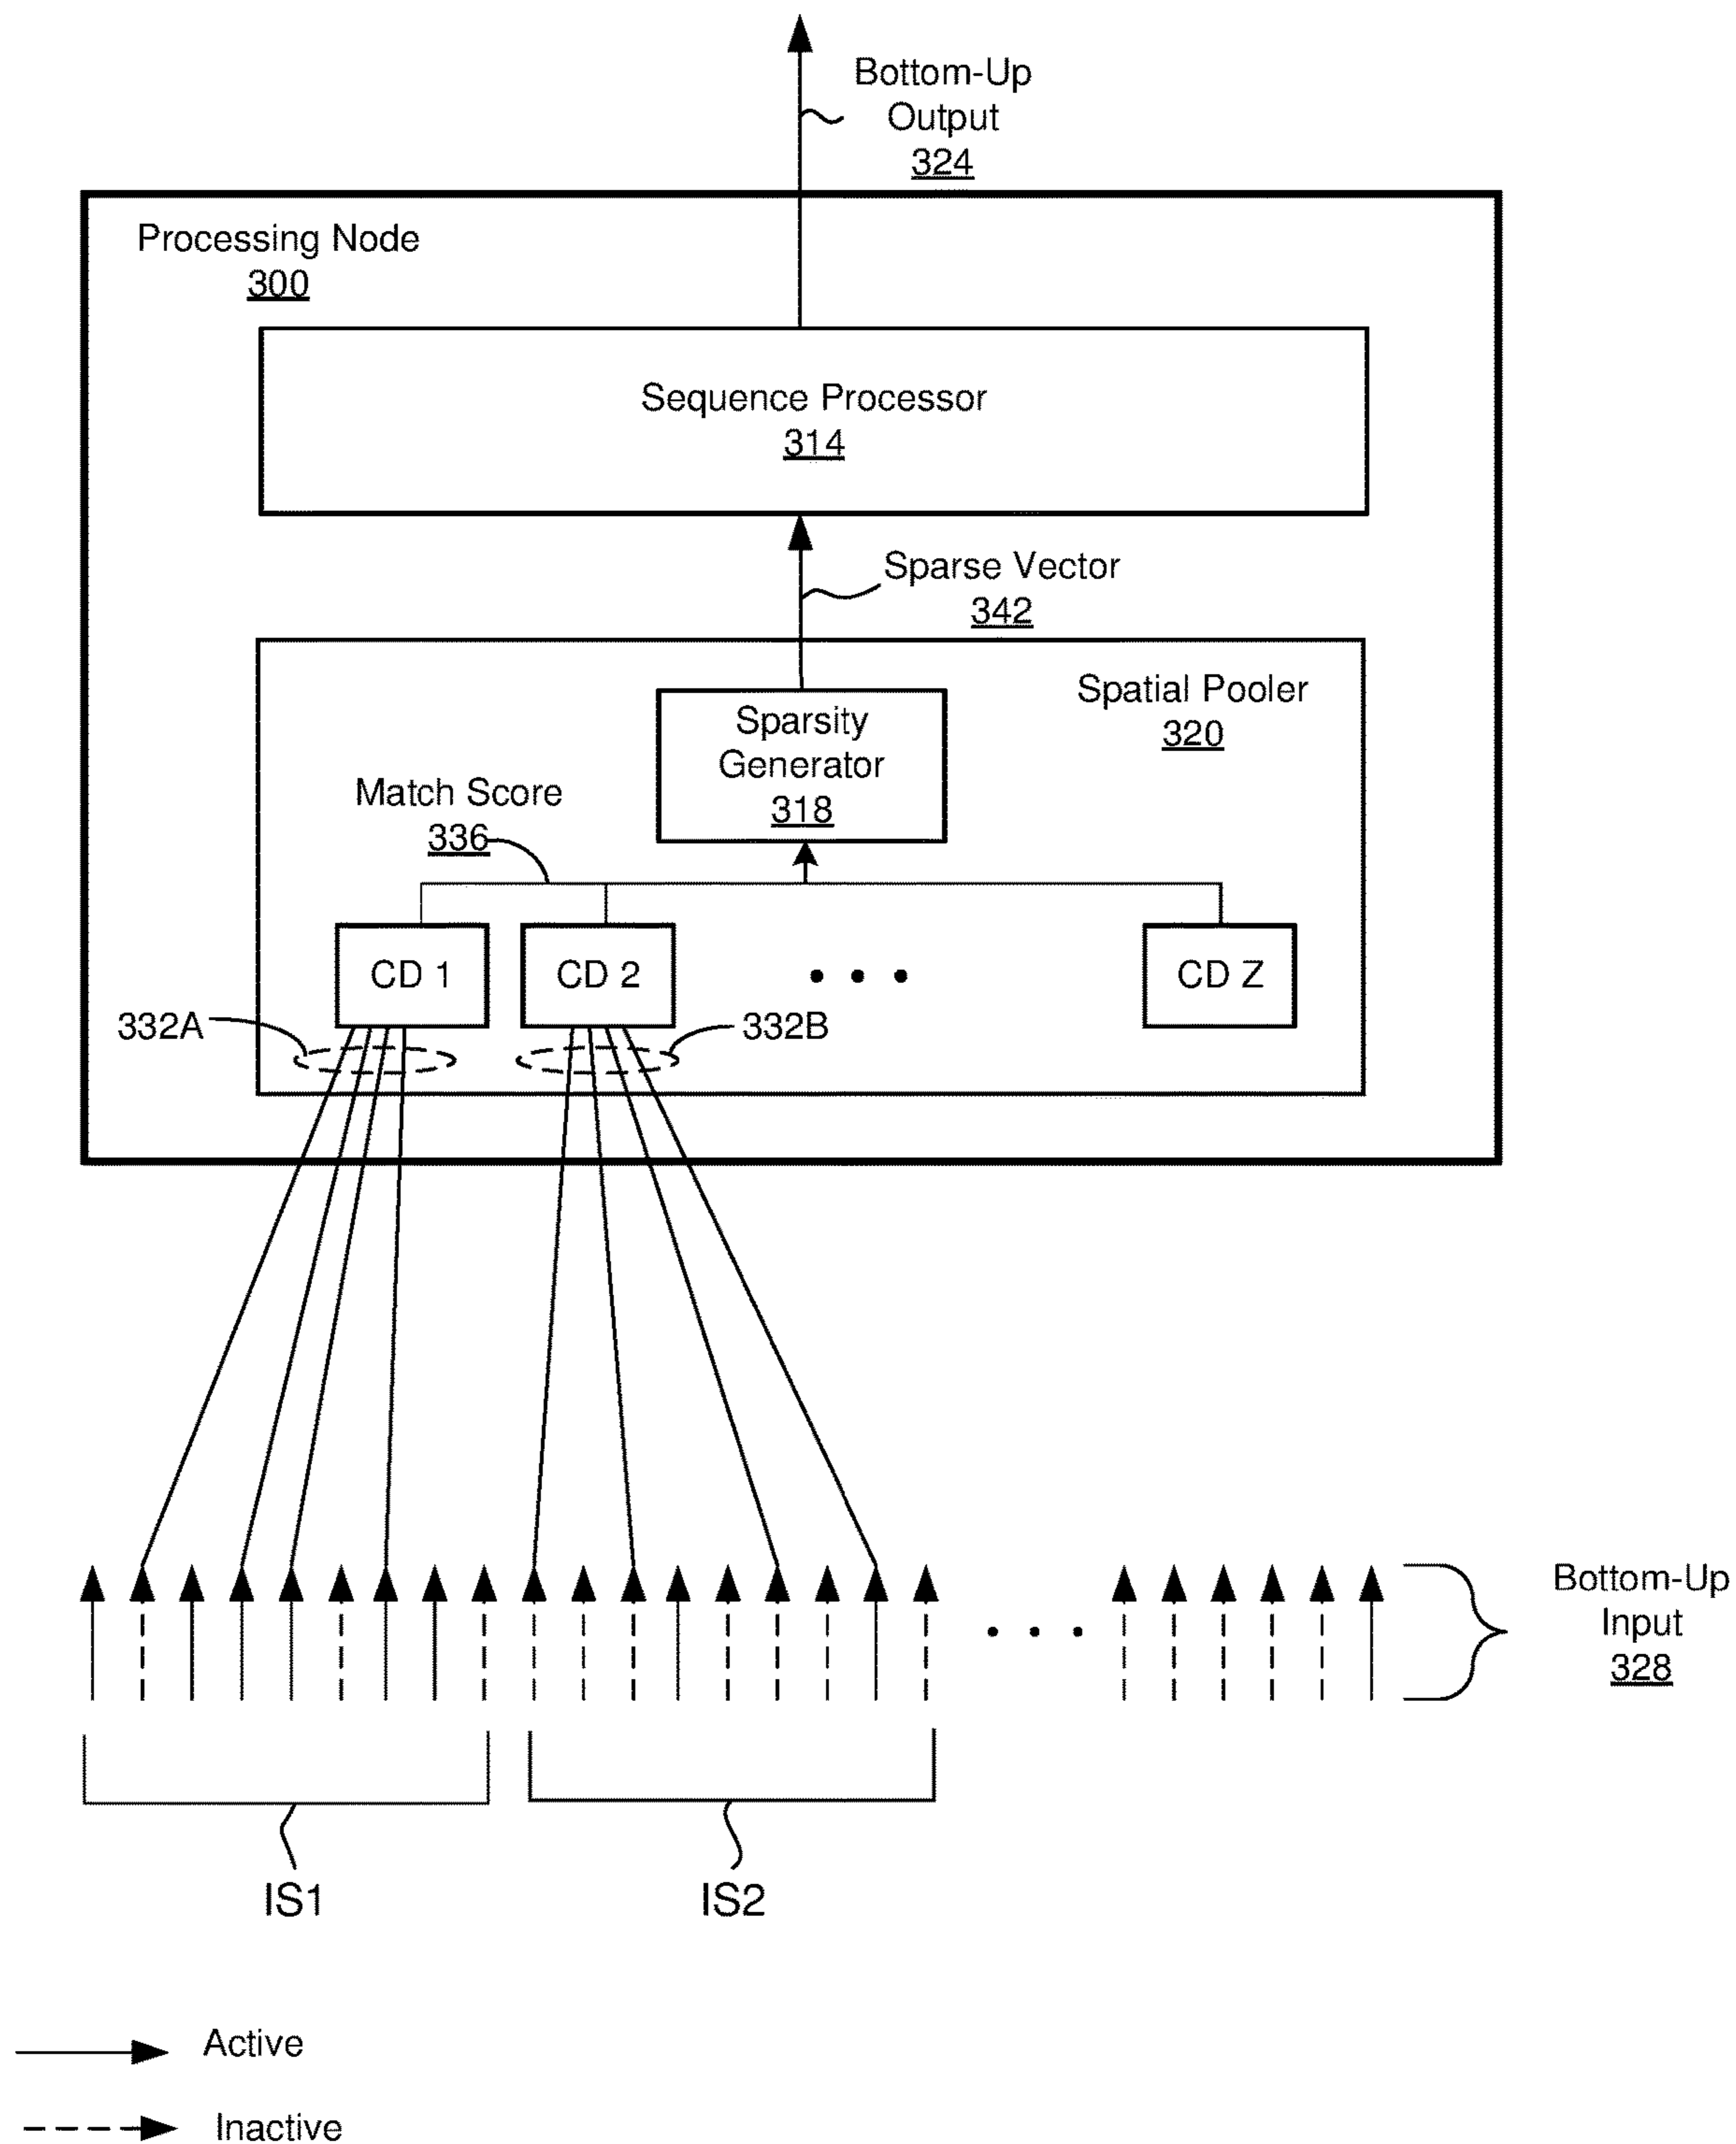 Bottom-Up
Output
324
Processing Node
300
Sequence Processor
314
Sparse Vector
342
Spatial Pooler
320
Sparsity
Generator
318
Match Score
336
CD 1
CD 2
CD Z
332A
332B
Bottom-Up
Input
328
IS1
IS2
Active
Inactive